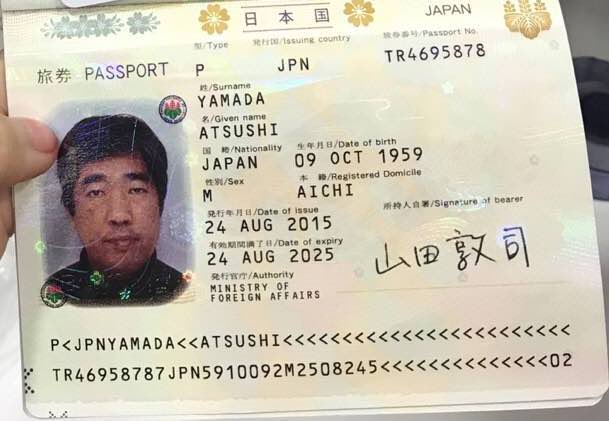 日本国 JAPAN
型/Type 発行国/Issuing country 旅券番号/Passport No.
旅券 PASSPORT P JPN TR4695878
姓/Surname
YAMADA
名/Given name
ATSUSHI
国 籍/Nationality 生年月日/Date of birth
JAPAN 09 OCT 1959
性別/Sex 本 籍/Registered Domicile
M AICHI
発行年月日/Date of issue 所持人自署/Signature of bearer
24 AUG 2015
有効期間満了日/Date of expiry
24 AUG 2025 山田敦司
発行官庁/Authority
MINISTRY OF
FOREIGN AFFAIRS
P<JPNYAMADA<<ATSUSHI<<<<<<<<<<<<<<<<<<<<<<<<
TR46958787JPN5910092M2508245<<<<<<<<<<<<<<02